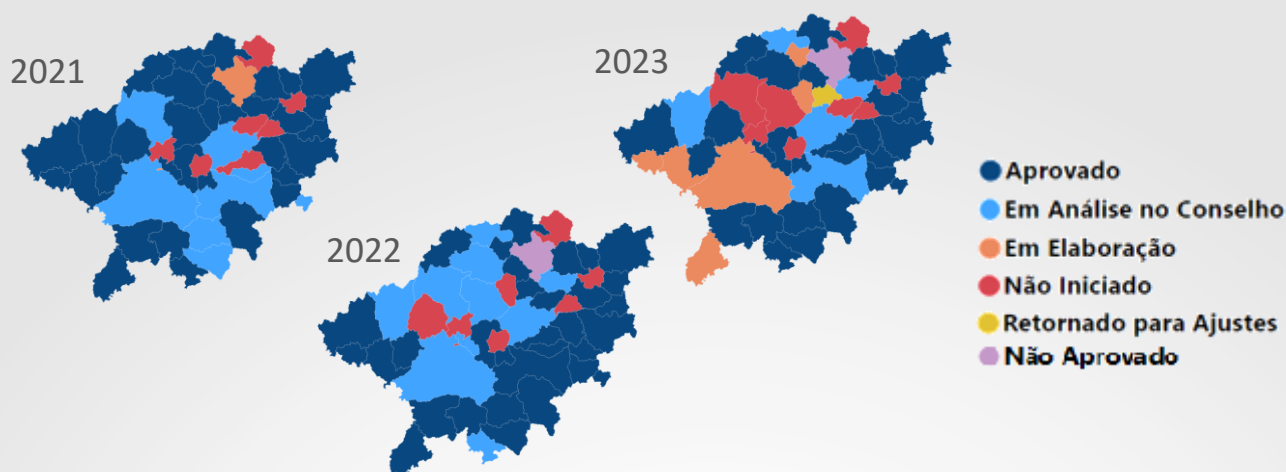 2021
2023
2022
Aprovado
Em Análise no Conselho
Em Elaboração
Não Iniciado
Retornado para Ajustes
Não Aprovado